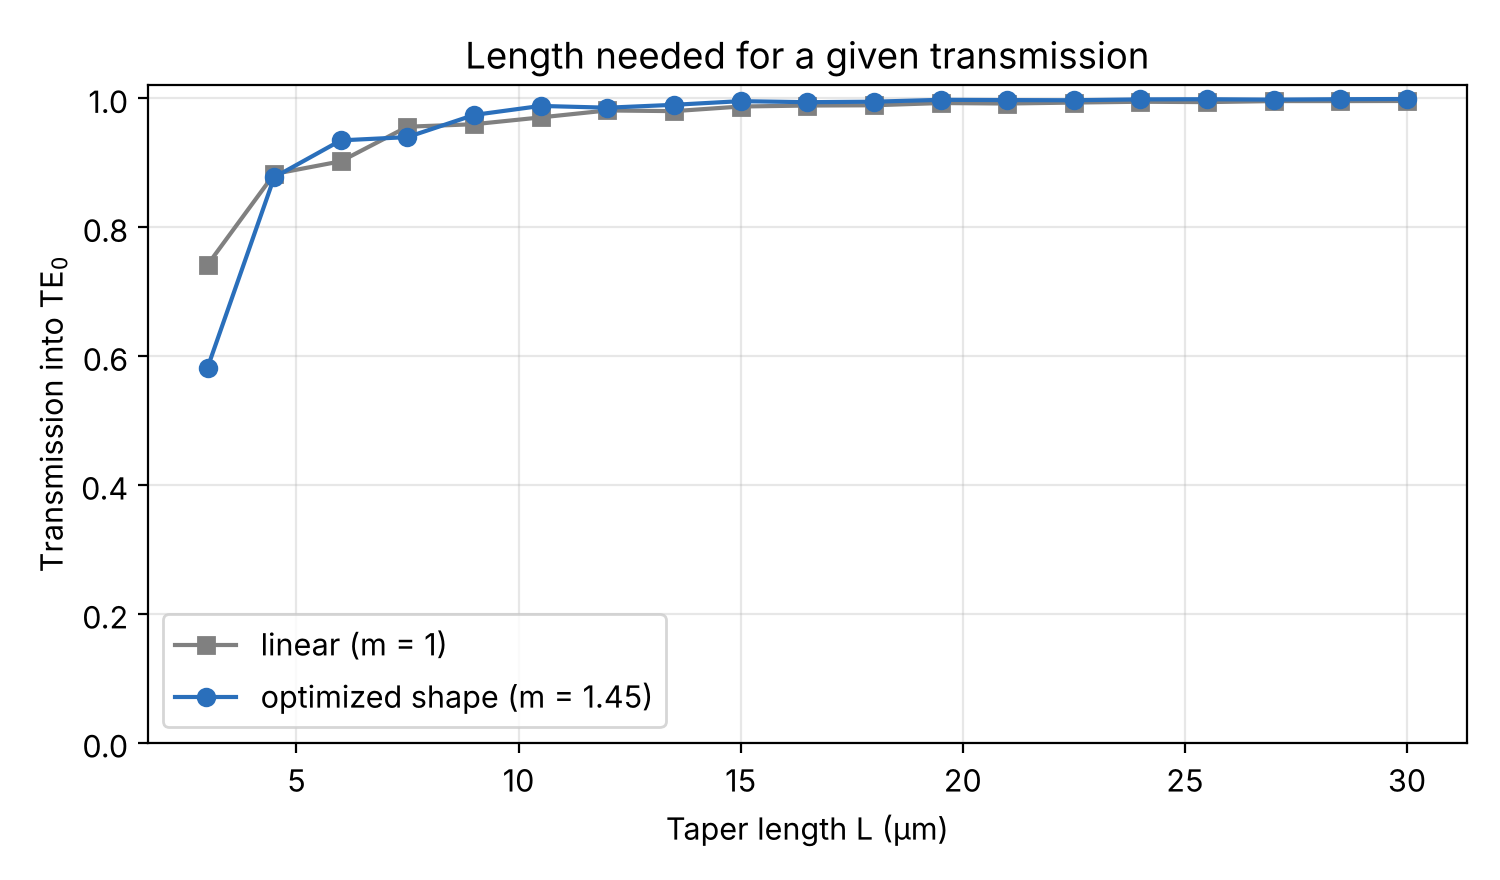 Length needed for a given transmission
Transmission into TE₀
1.0
0.8
0.6
0.4
0.2
0.0
linear (m = 1)
optimized shape (m = 1.45)
5 10 15 20 25 30
Taper length L (μm)